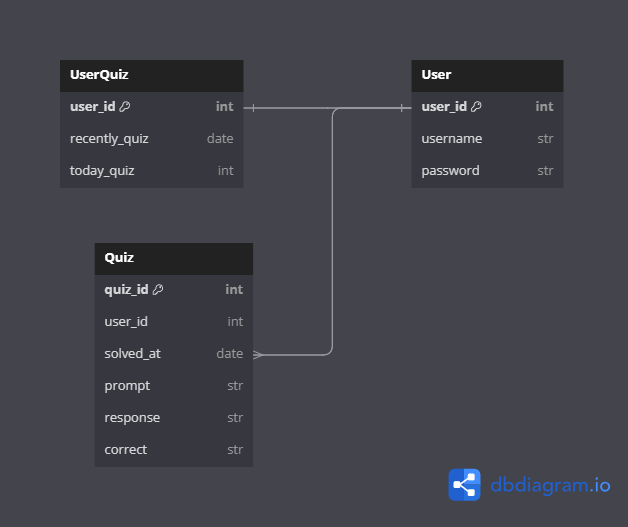 UserQuiz
user_id int
recently_quiz date
today_quiz int
User
user_id int
username str
password str
Quiz
quiz_id int
user_id int
solved_at date
prompt str
response str
correct str
dbdiagram.io